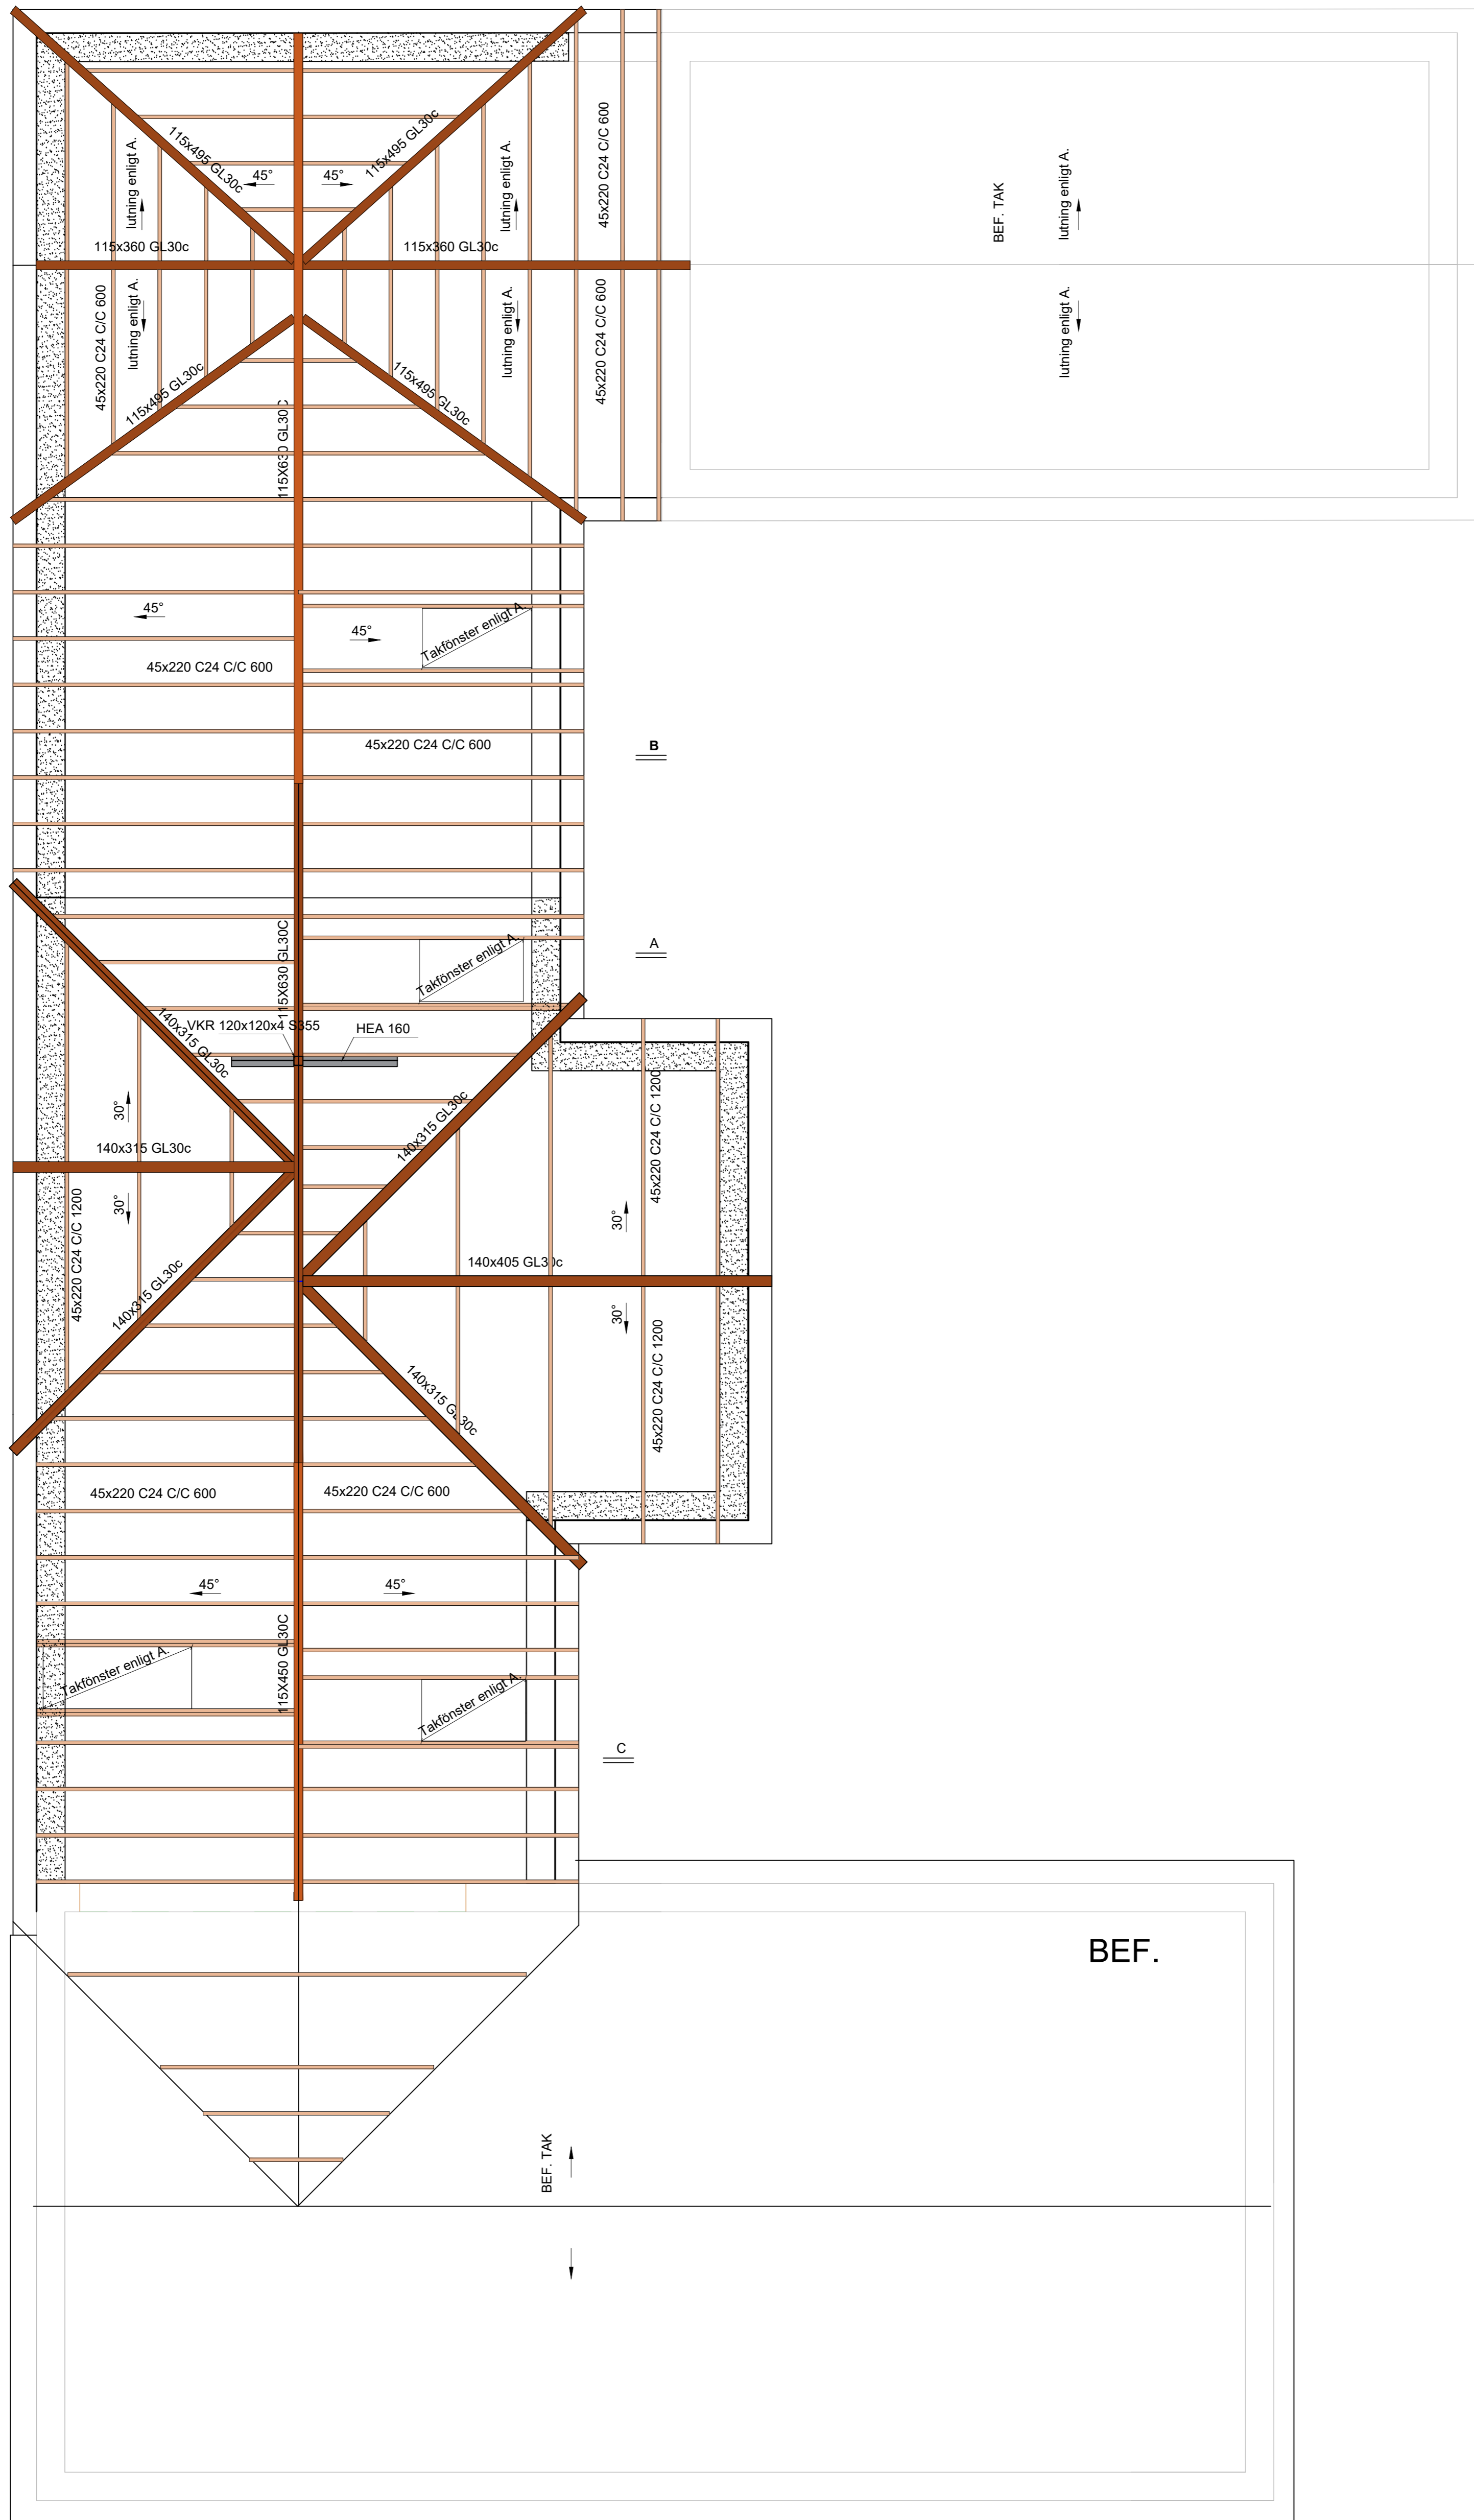 115x495 GL30c
115x495 GL30c
45°
45°
lutning enligt A.
lutning enligt A.
45x220 C24 C/C 600
BEF. TAK
lutning enligt A.
115x360 GL30c
115x360 GL30c
45x220 C24 C/C 600
lutning enligt A.
lutning enligt A.
45x220 C24 C/C 600
lutning enligt A.
115x495 GL30c
115x495 GL30c
115X630 GL30C
45°
45°
Takfönster enligt A.
45x220 C24 C/C 600
45x220 C24 C/C 600
B
115X630 GL30C
Takfönster enligt A.
A
140x315 GL30c
VKR 120x120x4 S355
HEA 160
30°
140x315 GL30c
45x220 C24 C/C 1200
140x315 GL30c
30°
45x220 C24 C/C 1200
30°
140x405 GL30c
140x315 GL30c
30°
45x220 C24 C/C 1200
140x315 GL30c
45x220 C24 C/C 600
45x220 C24 C/C 600
45°
45°
115X450 GL30C
Takfönster enligt A.
Takfönster enligt A.
C
BEF.
BEF. TAK